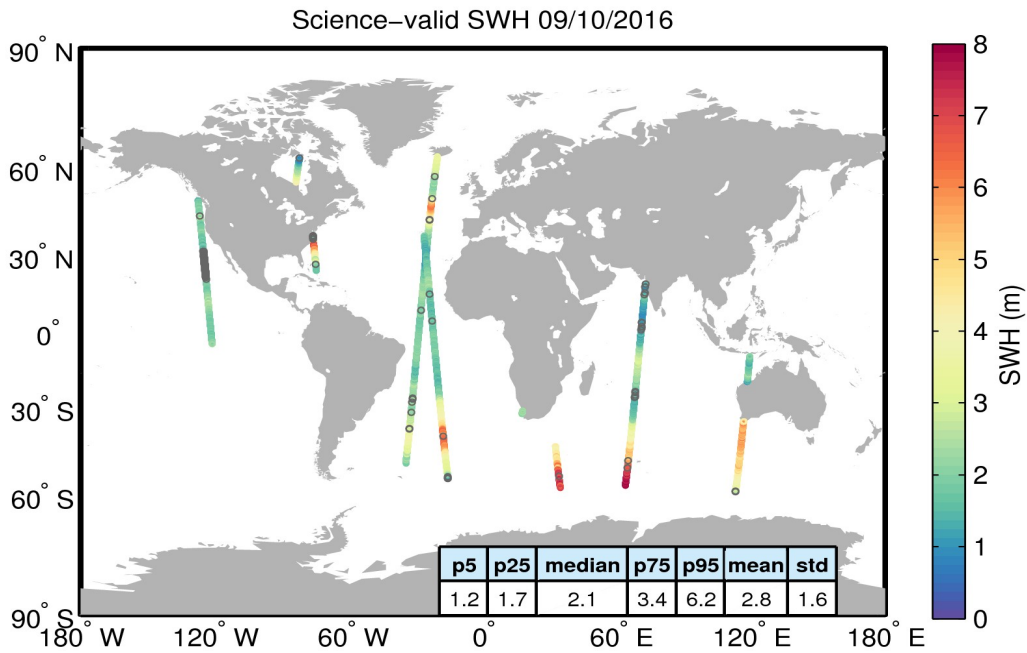 Science−valid SWH 09/10/2016
90° N
60° N
30° N
0°
30° S
60° S
90° S
180° W
120° W
60° W
0°
60° E
120° E
180° E
p5 p25 median p75 p95 mean std
1.2 1.7 2.1 3.4 6.2 2.8 1.6
8
7
6
5
4
3
2
1
0
SWH (m)